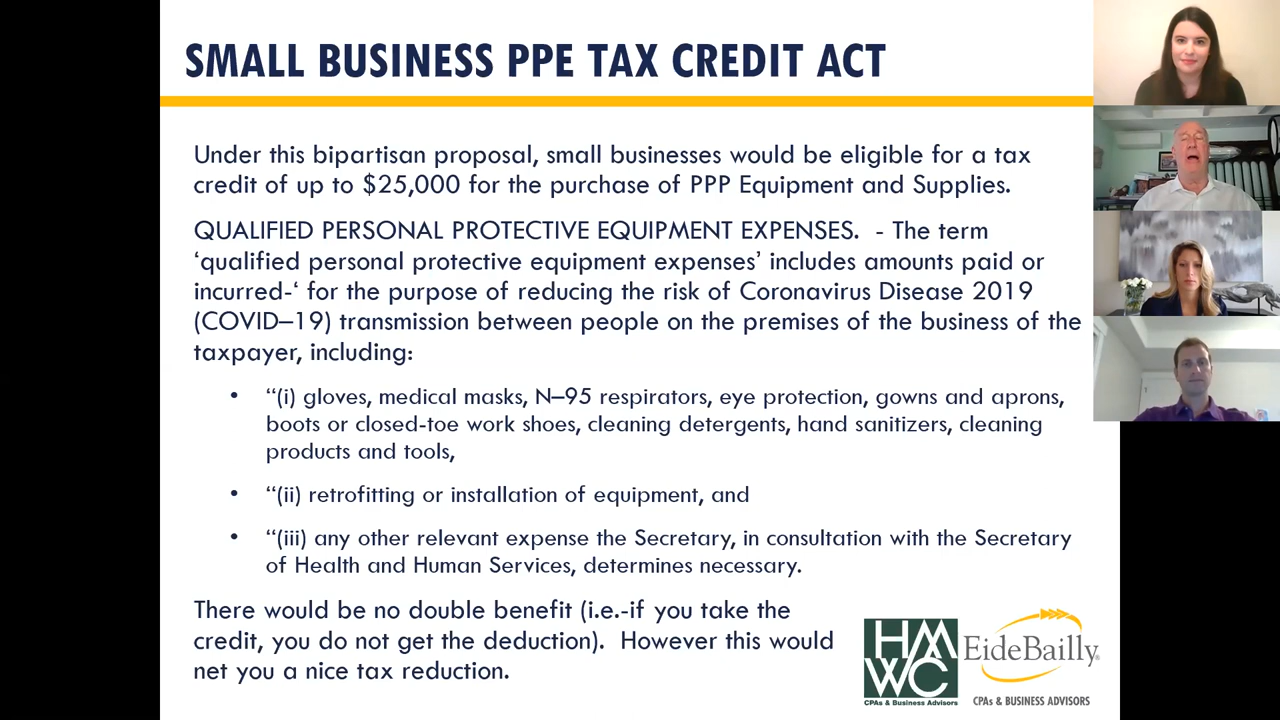 SMALL BUSINESS PPE TAX CREDIT ACT
Under this bipartisan proposal, small businesses would be eligible for a tax
credit of up to $25,000 for the purchase of PPP Equipment and Supplies.
QUALIFIED PERSONAL PROTECTIVE EQUIPMENT EXPENSES.  - The term
‘qualified personal protective equipment expenses’ includes amounts paid or
incurred-‘ for the purpose of reducing the risk of Coronavirus Disease 2019
(COVID–19) transmission between people on the premises of the business of the
taxpayer, including:
• “(i) gloves, medical masks, N–95 respirators, eye protection, gowns and aprons,
boots or closed-toe work shoes, cleaning detergents, hand sanitizers, cleaning
products and tools,
• “(ii) retrofitting or installation of equipment, and
• “(iii) any other relevant expense the Secretary, in consultation with the Secretary
of Health and Human Services, determines necessary.
There would be no double benefit (i.e.-if you take the
credit, you do not get the deduction).  However this would
net you a nice tax reduction.
HM
WC
CPAs & Business Advisors
EideBailly®
CPAs & BUSINESS ADVISORS